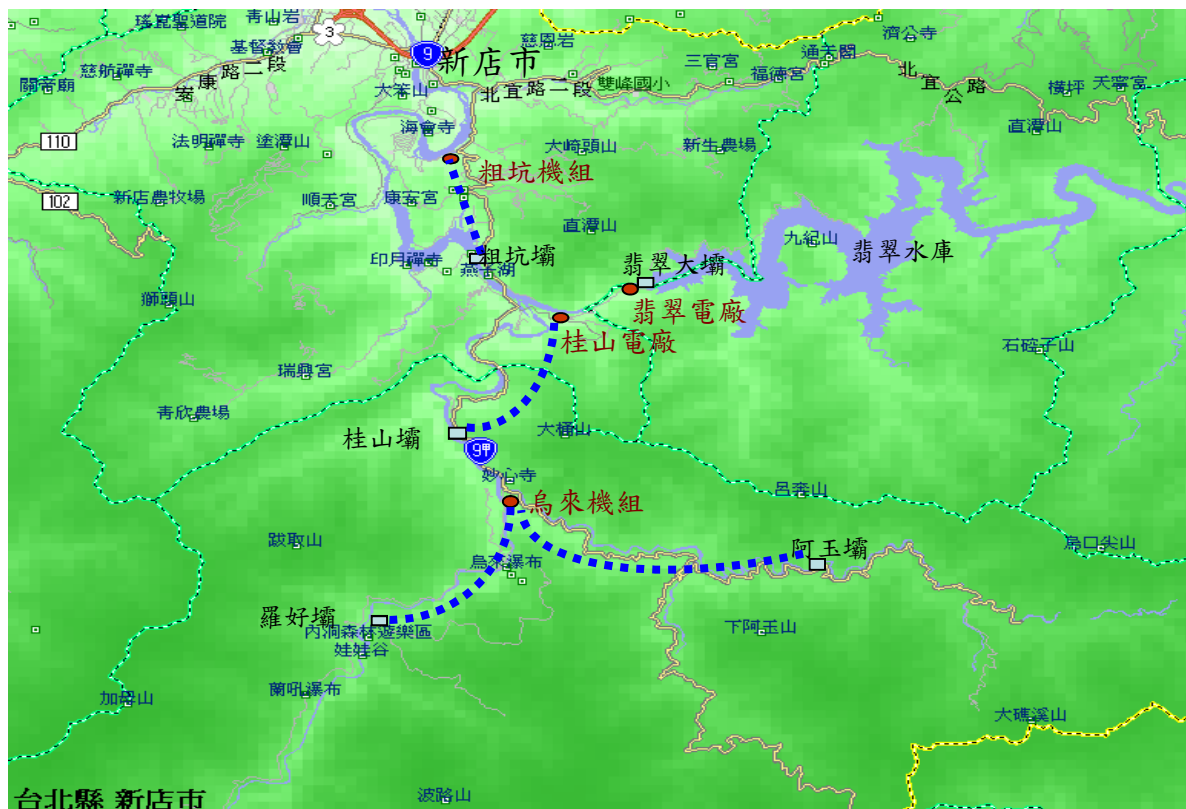 瑤崑聖道院
青山岩
慈恩岩
濟公寺
3
9
新店市
基督教會
通天閣
三官宮
慈航禪寺
關帝廟
安康路二段
大笨山
北宜路二段
雙峰國小
福德宮
北宜公路
橫坪
天寧宮
海會寺
直潭山
110
法明禪寺
塗潭山
大崎頭山
新生農場
粗坑機組
102
新店農牧場
順天宮
康安宮
直潭山
九紀山
翡翠水庫
粗坑壩
印月禪寺
燕子湖
翡翠大壩
獅頭山
翡翠電廠
桂山電廠
石碇子山
瑞興宮
青欣農場
桂山壩
大桶山
9甲
妙心寺
呂奔山
烏來機組
跋取山
阿玉壩
烏口尖山
烏來瀑布
羅好壩
內洞森林遊樂區
下阿玉山
娃娃谷
加母山
蘭吼瀑布
大礁溪山
台北縣 新店市
波路山